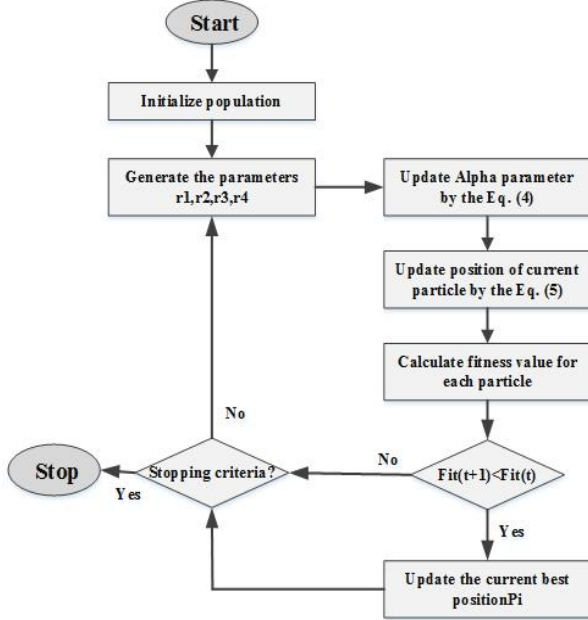 Start
Initialize population
Generate the parameters
r1,r2,r3,r4
Update Alpha parameter
by the Eq. (4)
Update position of current
particle by the Eq. (5)
Calculate fitness value for
each particle
No
Stop
Stopping criteria?
No
Fit(t+1)<Fit(t)
Yes
Yes
Update the current best
positionPi